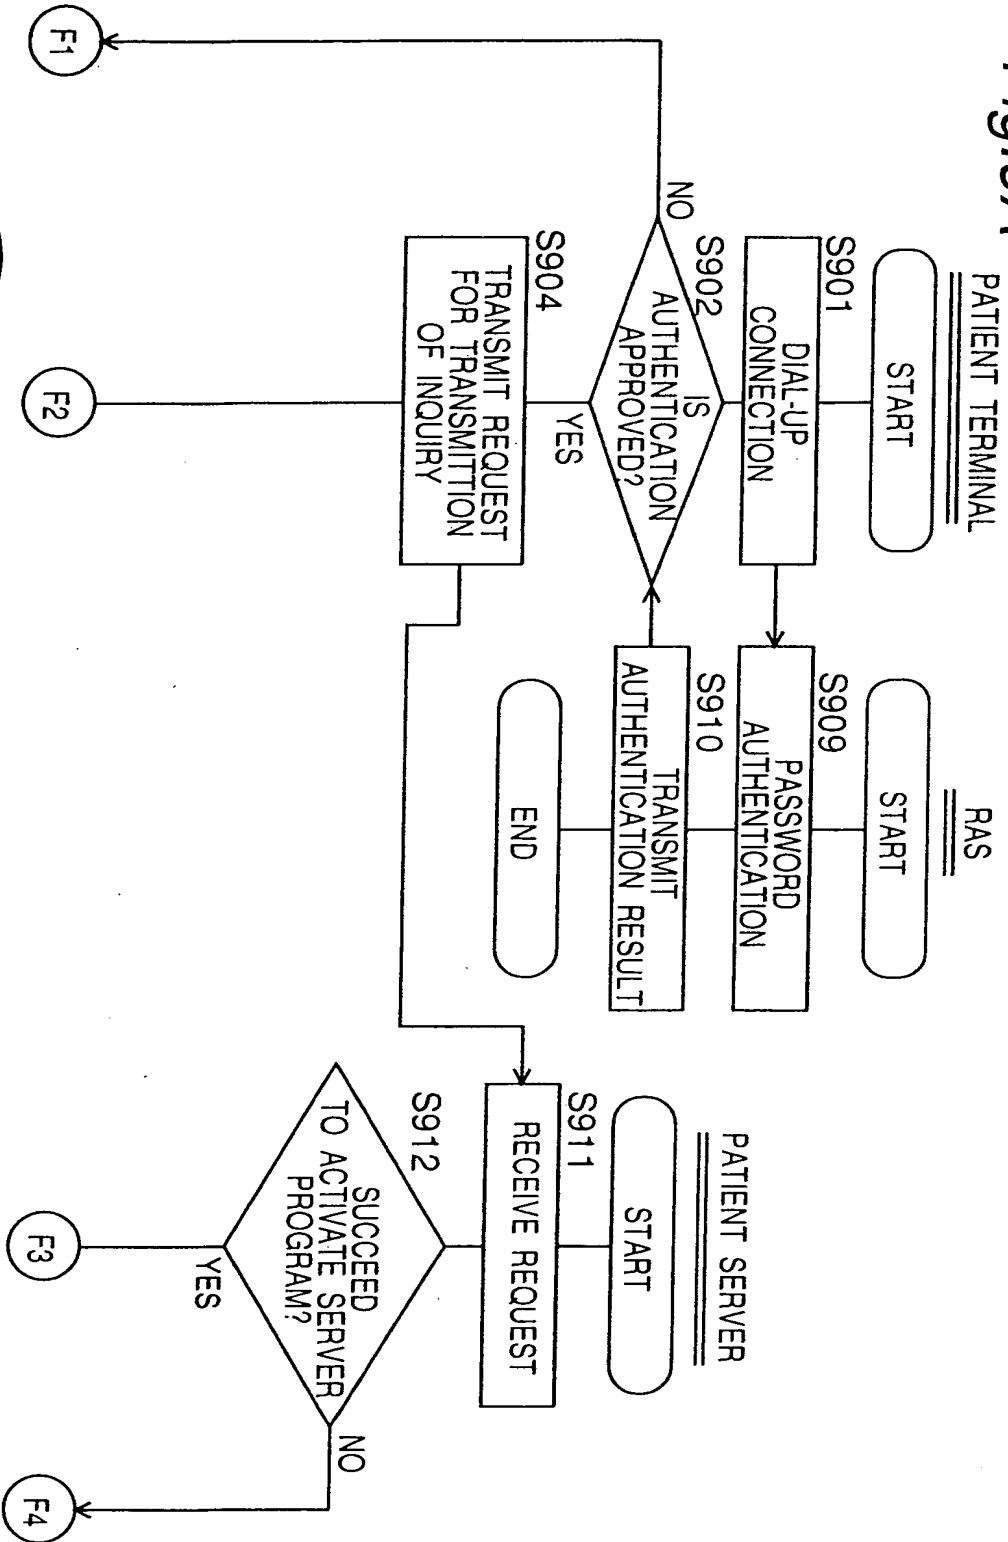 PATIENT TERMINAL
START
S901
DIAL-UP
CONNECTION
S902
IS
AUTHENTICATION
APPROVED?
NO
YES
S904
TRANSMIT REQUEST
FOR TRANSMITTION
OF INQUIRY
F1
F2
RAS
START
S909
PASSWORD
AUTHENTICATION
S910
TRANSMIT
AUTHENTICATION RESULT
END
PATIENT SERVER
START
S911
RECEIVE REQUEST
S912
SUCCEED
TO ACTIVATE SERVER
PROGRAM?
YES
NO
F3
F4